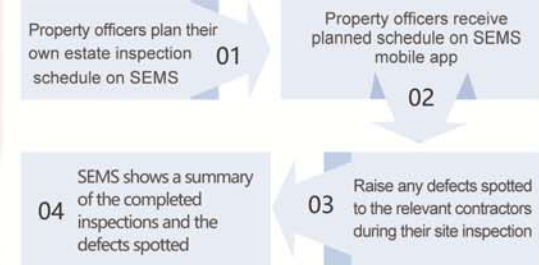 Property officers plan their
own estate inspection
schedule on SEMS
01
Property officers receive
planned schedule on SEMS
mobile app
02
03
Raise any defects spotted
to the relevant contractors
during their site inspection
04
SEMS shows a summary
of the completed
inspections and the
defects spotted